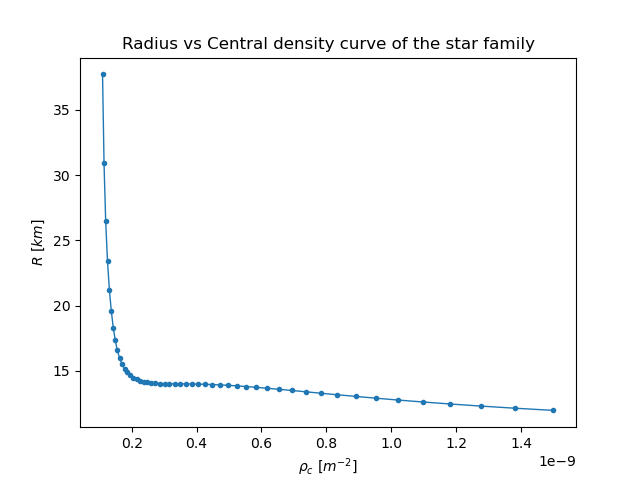 Radius vs Central density curve of the star family
35
30
25
20
15
R [km]
0.2 0.4 0.6 0.8 1.0 1.2 1.4
1e−9
ρc [m−2]